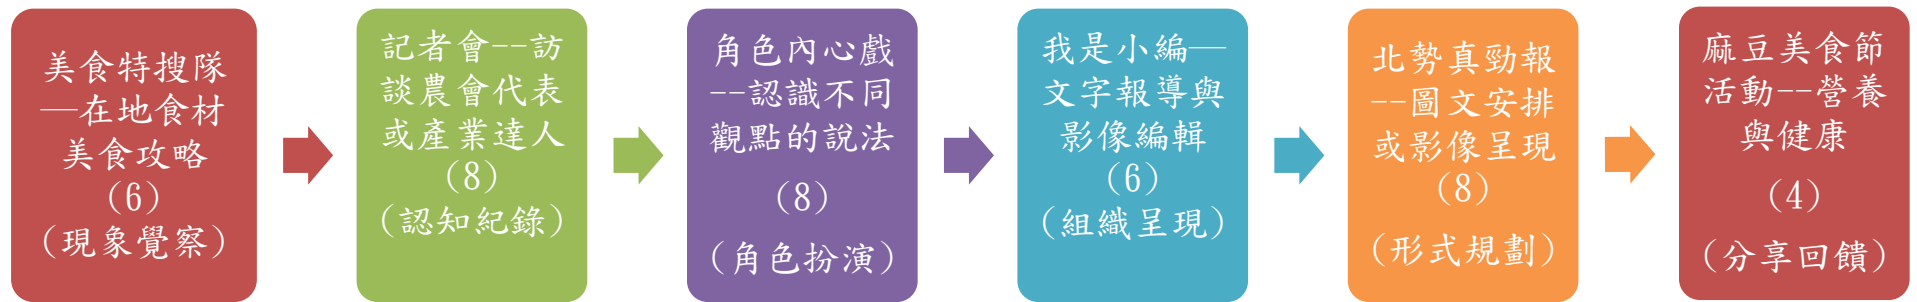 美食特搜隊
—在地食材
美食攻略
(6)
(現象覺察)
記者會--訪
談農會代表
或產業達人
(8)
(認知紀錄)
角色內心戲
--認識不同
觀點的說法
(8)
(角色扮演)
我是小編—
文字報導與
影像編輯
(6)
(組織呈現)
北勢真勁報
--圖文安排
或影像呈現
(8)
(形式規劃)
麻豆美食節
活動--營養
與健康
(4)
(分享回饋)